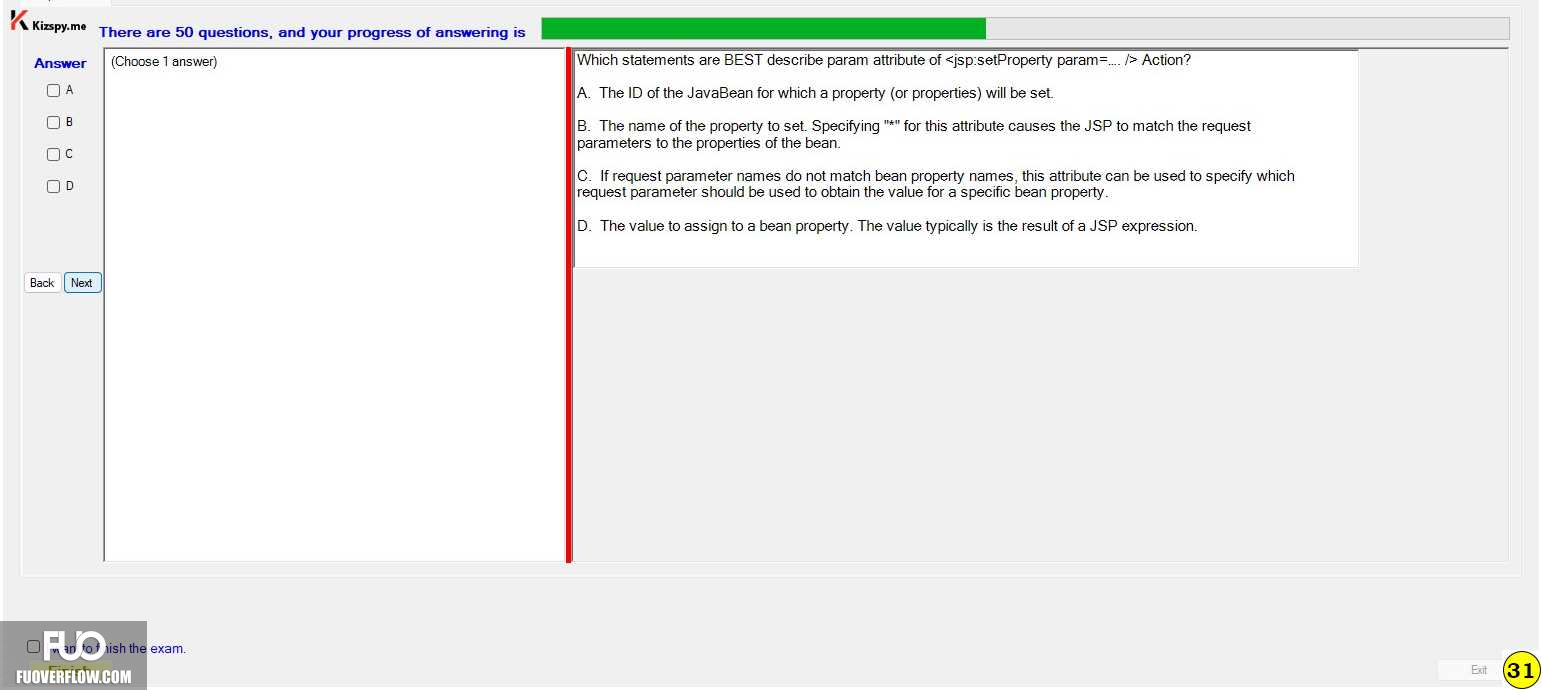 Kizspy.me
There are 50 questions, and your progress of answering is
Answer
(Choose 1 answer)
A
B
C
D
Back
Next
Which statements are BEST describe param attribute of <jsp:setProperty param=.... /> Action?
A.  The ID of the JavaBean for which a property (or properties) will be set.
B.  The name of the property to set. Specifying "*" for this attribute causes the JSP to match the request
parameters to the properties of the bean.
C.  If request parameter names do not match bean property names, this attribute can be used to specify which
request parameter should be used to obtain the value for a specific bean property.
D.  The value to assign to a bean property. The value typically is the result of a JSP expression.
want to finish the exam.
Finish
FUO
FUOVERFLOW.COM
Exit
31